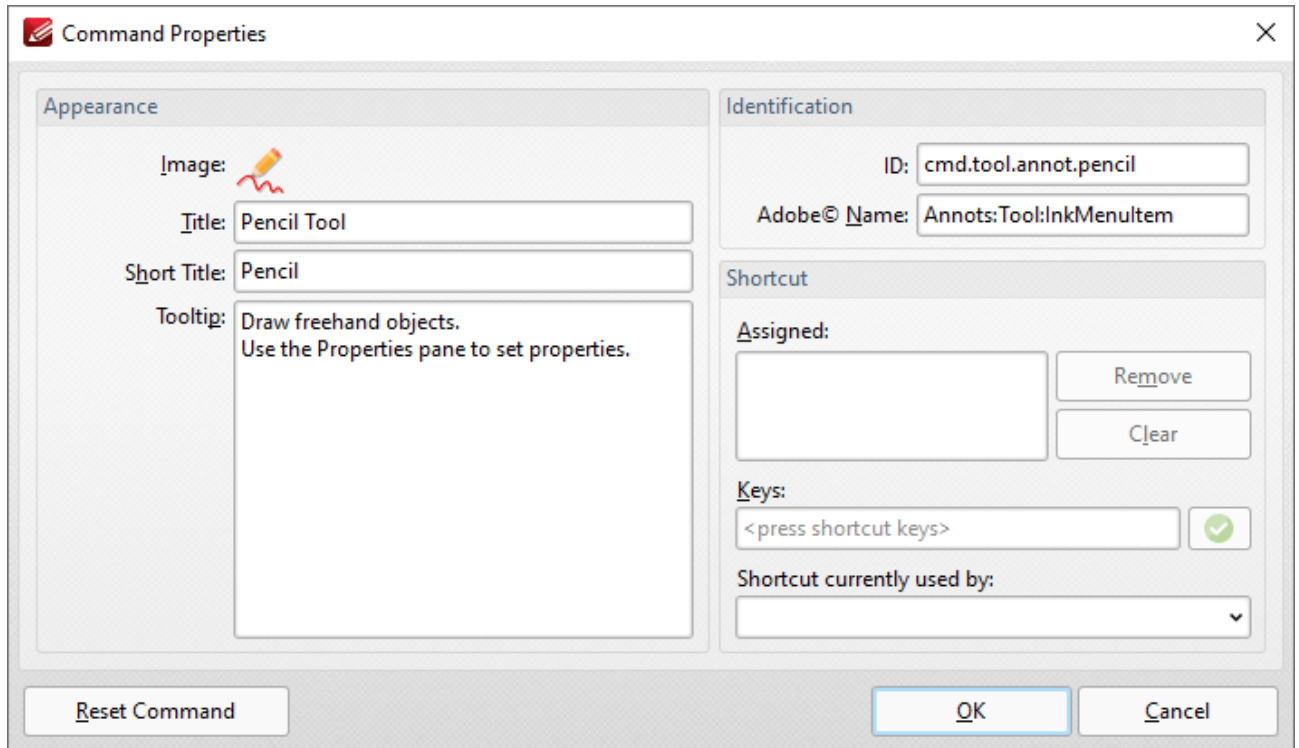 Command Properties
Appearance
Image:
Title: Pencil Tool
Short Title: Pencil
Tooltip: Draw freehand objects.
Use the Properties pane to set properties.
Identification
ID: cmd.tool.annot.pencil
Adobe© Name: Annots:Tool:InkMenuItem
Shortcut
Assigned:
Remove
Clear
Keys:
<press shortcut keys>
Shortcut currently used by:
Reset Command
OK
Cancel